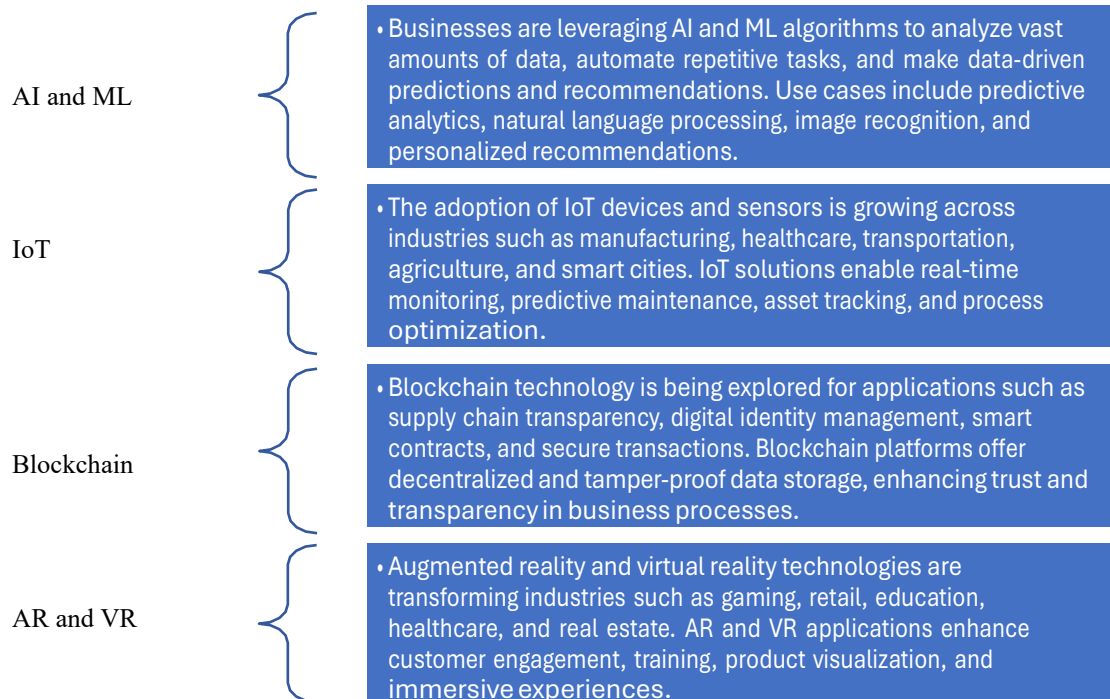 AI and ML
• Businesses are leveraging AI and ML algorithms to analyze vast
amounts of data, automate repetitive tasks, and make data-driven
predictions and recommendations. Use cases include predictive
analytics, natural language processing, image recognition, and
personalized recommendations.
IoT
• The adoption of IoT devices and sensors is growing across
industries such as manufacturing, healthcare, transportation,
agriculture, and smart cities. IoT solutions enable real-time
monitoring, predictive maintenance, asset tracking, and process
optimization.
Blockchain
• Blockchain technology is being explored for applications such as
supply chain transparency, digital identity management, smart
contracts, and secure transactions. Blockchain platforms offer
decentralized and tamper-proof data storage, enhancing trust and
transparency in business processes.
AR and VR
• Augmented reality and virtual reality technologies are
transforming industries such as gaming, retail, education,
healthcare, and real estate. AR and VR applications enhance
customer engagement, training, product visualization, and
immersive experiences.